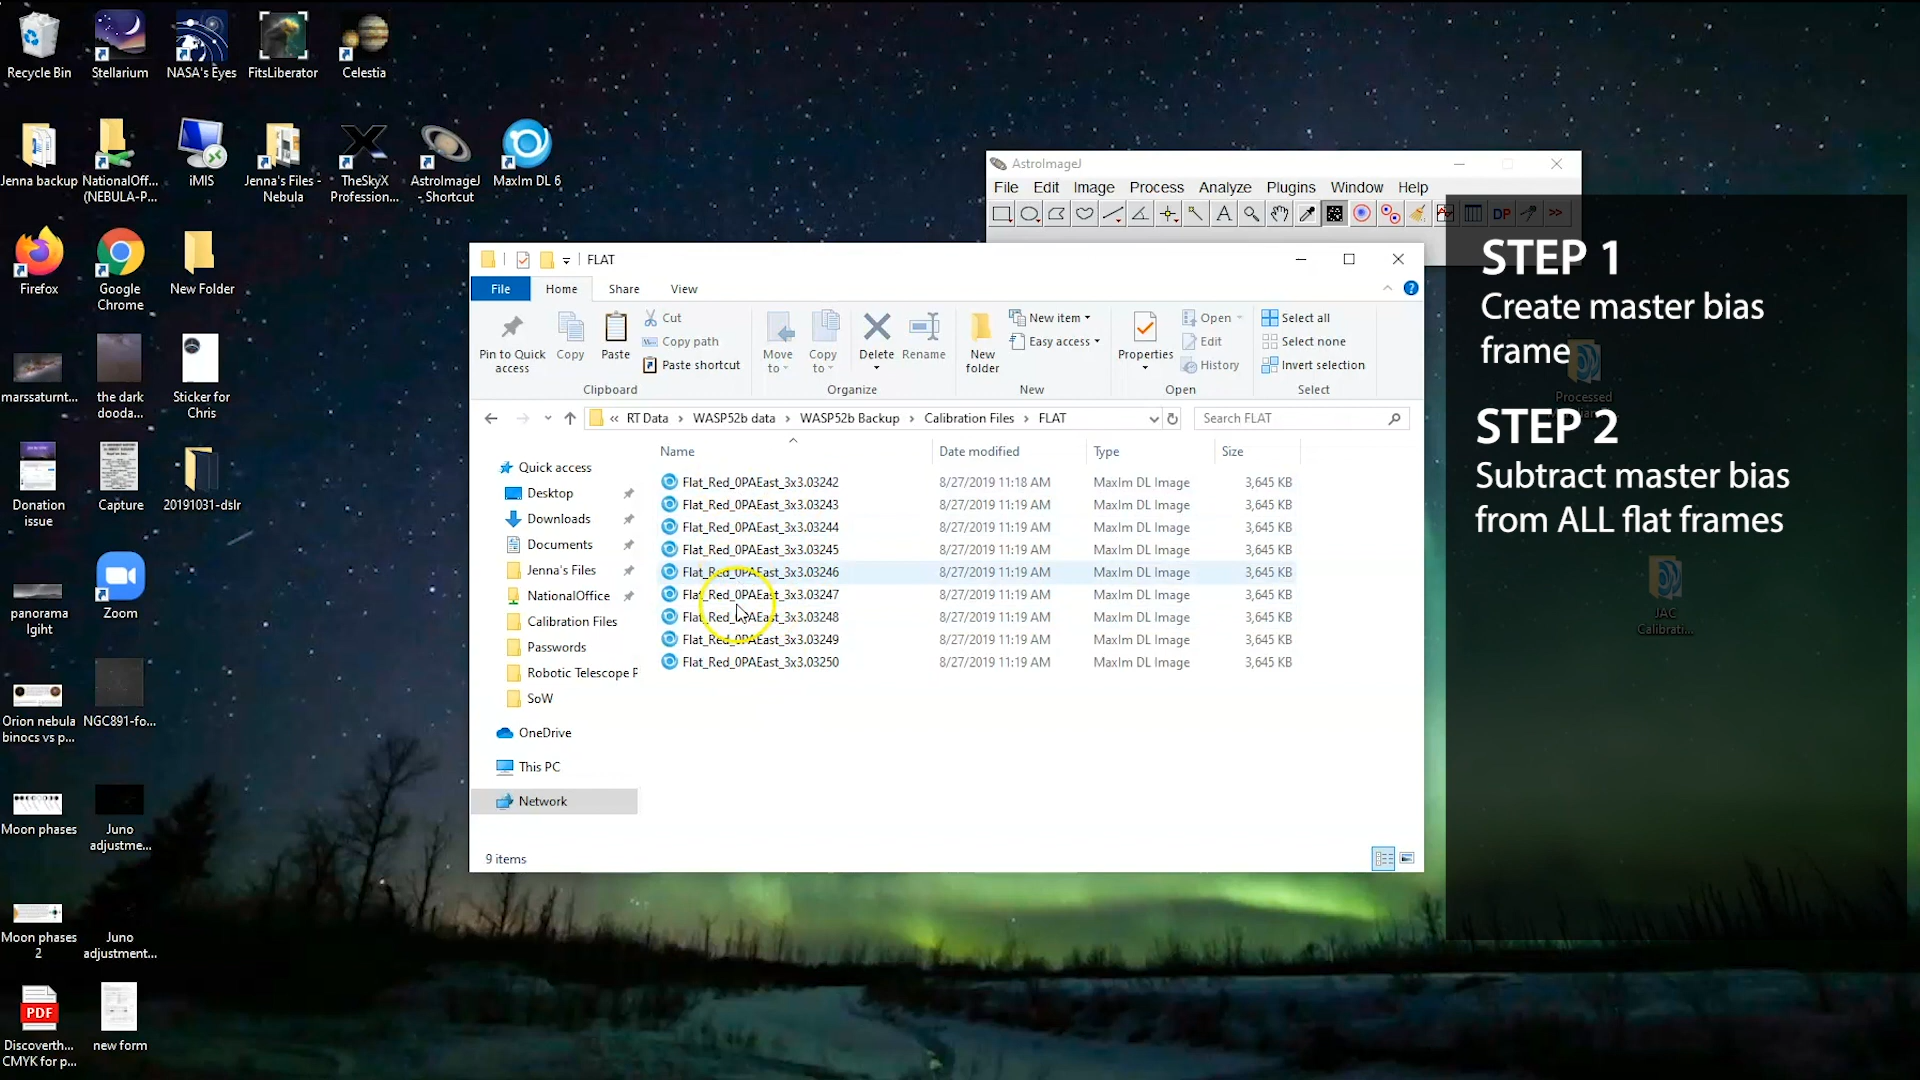 Recycle Bin
Stellarium
NASA's Eyes
FitsLiberator
Celestia
Jenna backup
NationalOff...
(NEBULA-P...
iMIS
Jenna's Files -
Nebula
TheSkyX
Profession...
AstroImageJ
- Shortcut
MaxIm DL 6
Firefox
Google
Chrome
New Folder
marssaturnt...
the dark
dooda...
Sticker for
Chris
Donation
issue
Capture
20191031-dslr
panorama
lgiht
Zoom
Orion nebula
binocs vs p...
NGC891-fo...
Moon phases
Juno
adjustme...
Moon phases
2
Juno
adjustment...
PDF
Discoverth...
CMYK for p...
new form
AstroImageJ
File Edit Image Process Analyze Plugins Window Help
A DP >>
FLAT
File Home Share View
Pin to Quick
access
Copy
Paste
Cut
Copy path
Paste shortcut
Clipboard
Move
to
Copy
to
Delete
Rename
Organize
New
folder
New item
Easy access
New
Properties
Open
Edit
History
Open
Select all
Select none
Invert selection
Select
« RT Data › WASP52b data › WASP52b Backup › Calibration Files › FLAT
Search FLAT
Name Date modified Type Size
Quick access
Desktop
Downloads
Documents
Jenna's Files
NationalOffice
Calibration Files
Passwords
Robotic Telescope F
SoW
OneDrive
This PC
Network
Flat_Red_0PAEast_3x3.03242 8/27/2019 11:18 AM MaxIm DL Image 3,645 KB
Flat_Red_0PAEast_3x3.03243 8/27/2019 11:19 AM MaxIm DL Image 3,645 KB
Flat_Red_0PAEast_3x3.03244 8/27/2019 11:19 AM MaxIm DL Image 3,645 KB
Flat_Red_0PAEast_3x3.03245 8/27/2019 11:19 AM MaxIm DL Image 3,645 KB
Flat_Red_0PAEast_3x3.03246 8/27/2019 11:19 AM MaxIm DL Image 3,645 KB
Flat_Red_0PAEast_3x3.03247 8/27/2019 11:19 AM MaxIm DL Image 3,645 KB
Flat_Red_0PAEast_3x3.03248 8/27/2019 11:19 AM MaxIm DL Image 3,645 KB
Flat_Red_0PAEast_3x3.03249 8/27/2019 11:19 AM MaxIm DL Image 3,645 KB
Flat_Red_0PAEast_3x3.03250 8/27/2019 11:19 AM MaxIm DL Image 3,645 KB
9 items
STEP 1
Create master bias
frame
Processed
STEP 2
Subtract master bias
from ALL flat frames
JAC
Calibrati...